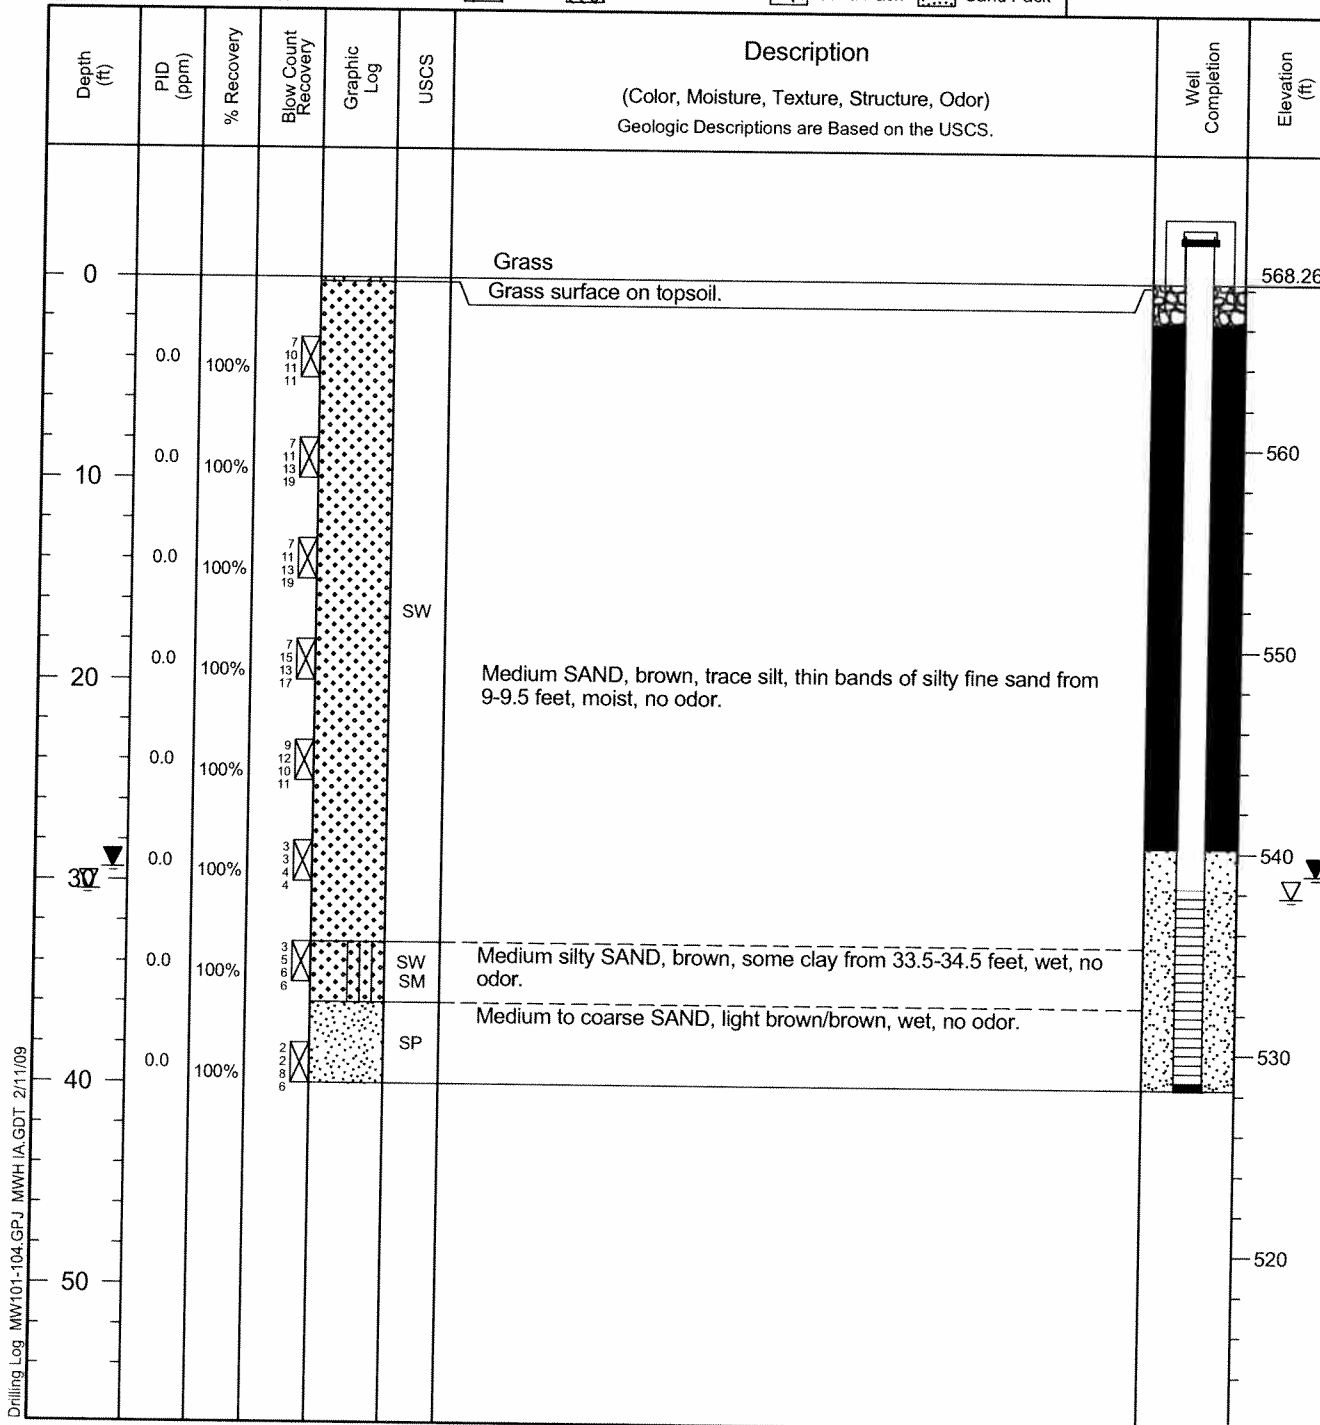 Sand Pack
Depth
(ft)
PID
(ppm)
% Recovery
Blow Count
Recovery
Graphic
Log
USCS
Description
(Color, Moisture, Texture, Structure, Odor)
Geologic Descriptions are Based on the USCS.
Well
Completion
Elevation
(ft)
Grass
0
568.26
Grass surface on topsoil.
0.0
100%
7
10
11
11
0.0
100%
7
11
13
19
10
560
0.0
100%
7
11
13
19
SW
0.0
100%
7
15
13
17
20
550
Medium SAND, brown, trace silt, thin bands of silty fine sand from
9-9.5 feet, moist, no odor.
0.0
100%
9
12
10
11
0.0
100%
3
3
4
4
30
540
0.0
100%
3
5
6
6
SW
SM
Medium silty SAND, brown, some clay from 33.5-34.5 feet, wet, no
odor.
Medium to coarse SAND, light brown/brown, wet, no odor.
SP
0.0
100%
2
2
8
6
40
530
50
520
Drilling Log MW101-104.GPJ MWH IA.GDT 2/11/09